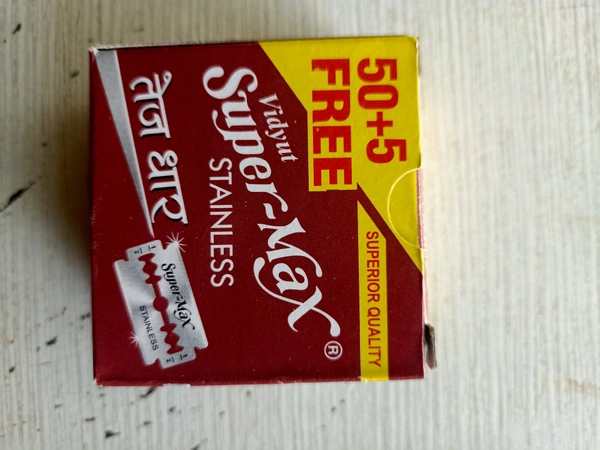 50+5
FREE
SUPERIOR QUALITY
Vidyut
Super-Max®
STAINLESS
तेज धार
Super-Max
STAINLESS